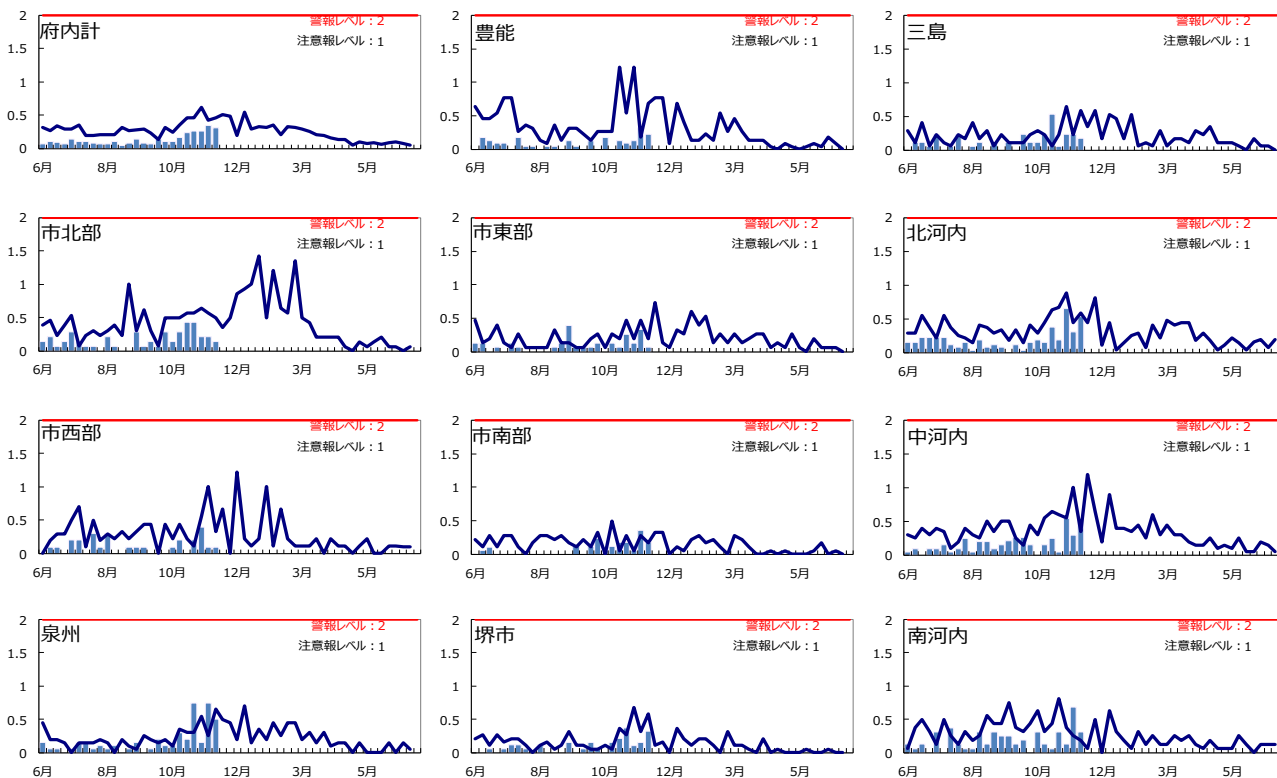 府内計
警報レベル:2
注意報レベル:1
2
1.5
1
0.5
0
6月 8月 10月 12月 3月 5月
豊能
警報レベル:2
注意報レベル:1
2
1.5
1
0.5
0
6月 8月 10月 12月 3月 5月
三島
警報レベル:2
注意報レベル:1
2
1.5
1
0.5
0
6月 8月 10月 12月 3月 5月
市北部
警報レベル:2
注意報レベル:1
2
1.5
1
0.5
0
6月 8月 10月 12月 3月 5月
市東部
警報レベル:2
注意報レベル:1
2
1.5
1
0.5
0
6月 8月 10月 12月 3月 5月
北河内
警報レベル:2
注意報レベル:1
2
1.5
1
0.5
0
6月 8月 10月 12月 3月 5月
市西部
警報レベル:2
注意報レベル:1
2
1.5
1
0.5
0
6月 8月 10月 12月 3月 5月
市南部
警報レベル:2
注意報レベル:1
2
1.5
1
0.5
0
6月 8月 10月 12月 3月 5月
中河内
警報レベル:2
注意報レベル:1
2
1.5
1
0.5
0
6月 8月 10月 12月 3月 5月
泉州
警報レベル:2
注意報レベル:1
2
1.5
1
0.5
0
6月 8月 10月 12月 3月 5月
堺市
警報レベル:2
注意報レベル:1
2
1.5
1
0.5
0
6月 8月 10月 12月 3月 5月
南河内
警報レベル:2
注意報レベル:1
2
1.5
1
0.5
0
6月 8月 10月 12月 3月 5月